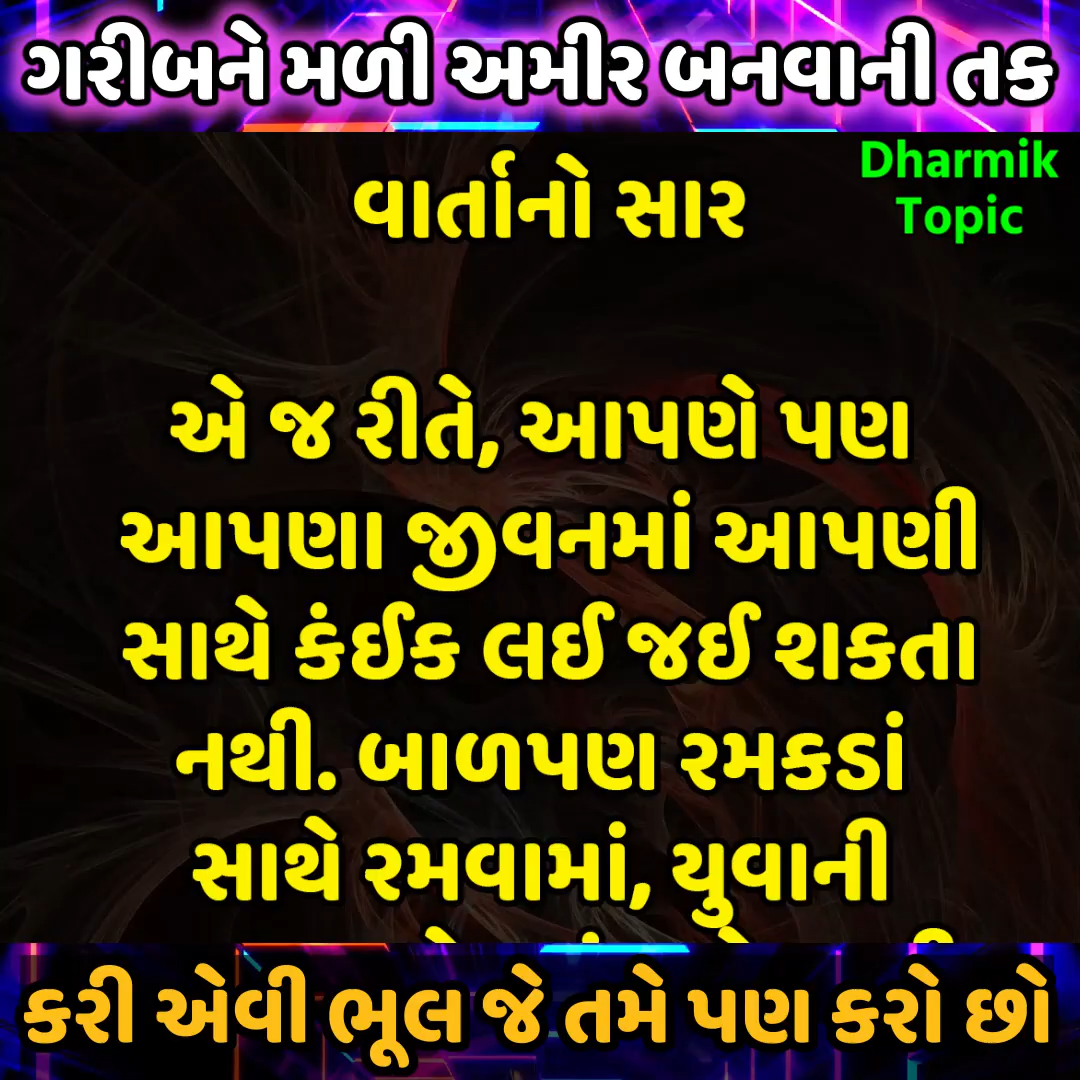 ગરીબને મળી અમીર બનવાની તક
Dharmik
Topic
વાર્તાનો સાર
એ જ રીતે, આપણે પણ
આપણા જીવનમાં આપણી
સાથે કંઈક લઈ જઈ શકતા
નથી. બાળપણ રમકડાં
સાથે રમવામાં, યુવાની
કરી એવી ભૂલ જે તમે પણ કરો છો